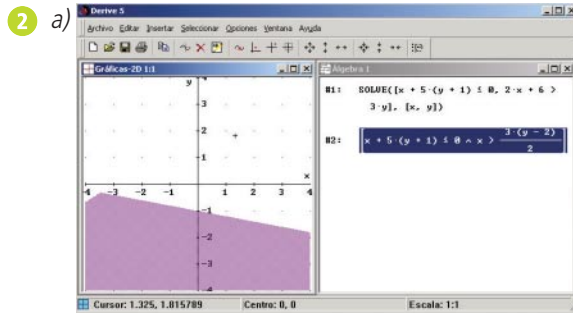 2 a)
Derive 5
Archivo Editar Insertar Seleccionar Opciones Ventana Ayuda
Gráficas-2D 1:1
y 4
3
2
1
x
-4 -3 -2 -1 1 2 3 4
-1
-2
-3
-4
Álgebra 1
#1: SOLVE([x + 5·(y + 1) ≤ 0, 2·x + 6 >
3·y], [x, y])
#2: [x + 5·(y + 1) ≤ 0 ∧ x > 3·(y - 2) / 2
Cursor: 1.325, 1.815789 Centro: 0, 0 Escala: 1:1